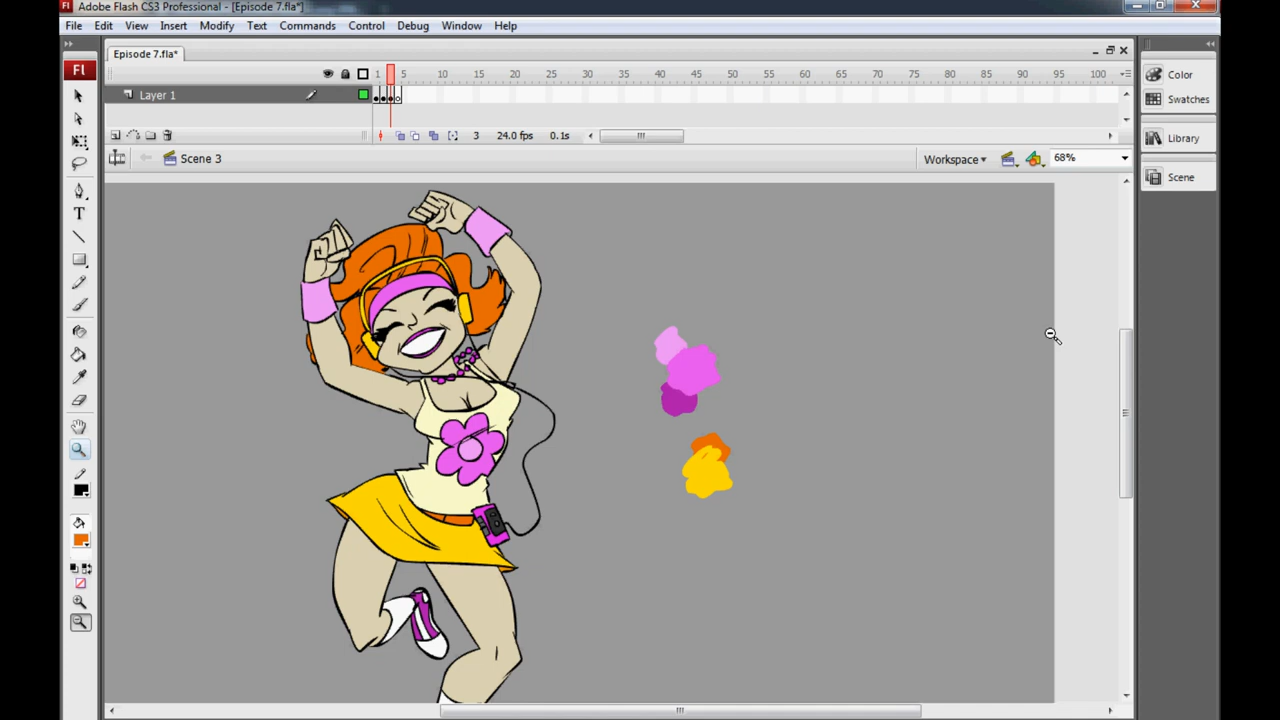 Fl Adobe Flash CS3 Professional - [Episode 7.fla*]
File Edit View Insert Modify Text Commands Control Debug Window Help
Episode 7.fla*
Fl 1 5 10 15 20 25 30 35 40 45 50 55 60 65 70 75 80 85 90 95 100 Color
Layer 1 Swatches
3 24.0 fps 0.1s Library
Scene 3 Workspace 68%
Scene
T